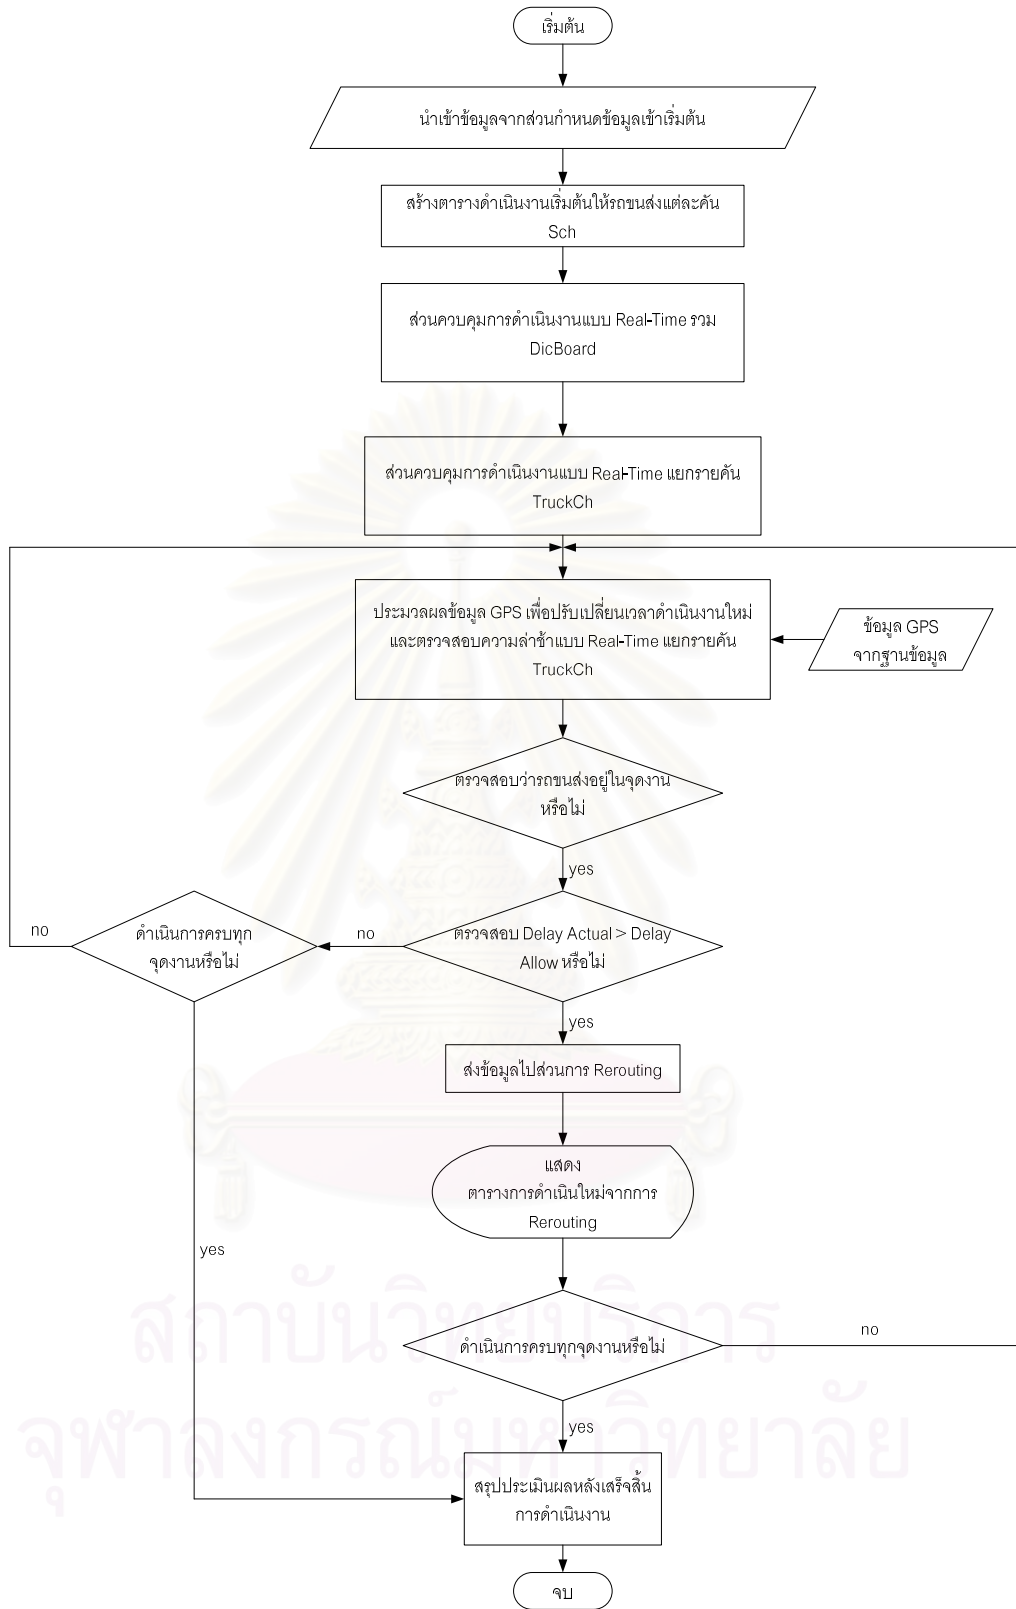 เริ่มต้น
นำเข้าข้อมูลจากส่วนกำหนดข้อมูลเข้าเริ่มต้น
สร้างตารางดำเนินงานเริ่มต้นให้รถขนส่งแต่ละคัน
Sch
ส่วนควบคุมการดำเนินงานแบบ Real-Time รวม
DicBoard
ส่วนควบคุมการดำเนินงานแบบ Real-Time แยกรายคัน
TruckCh
ประมวลผลข้อมูล GPS เพื่อปรับเปลี่ยนเวลาดำเนินงานใหม่
และตรวจสอบความล่าช้าแบบ Real-Time แยกรายคัน
TruckCh
ข้อมูล GPS
จากฐานข้อมูล
ตรวจสอบว่ารถขนส่งอยู่ในจุดงาน
หรือไม่
yes
ตรวจสอบ Delay Actual > Delay
Allow หรือไม่
no
ดำเนินการครบทุก
จุดงานหรือไม่
no
yes
ส่งข้อมูลไปส่วนการ Rerouting
แสดง
ตารางการดำเนินใหม่จากการ
Rerouting
yes
ดำเนินการครบทุกจุดงานหรือไม่
no
yes
สรุปประเมินผลหลังเสร็จสิ้น
การดำเนินงาน
จบ
สถาบันวิทยบริการ
จุฬาลงกรณ์มหาวิทยาลัย